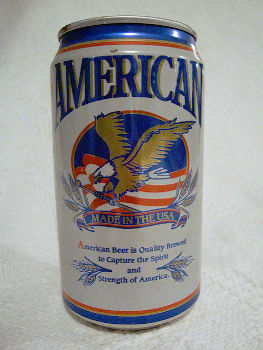 AMERICAN
MADE IN THE USA
American Beer is Quality Brewed
to Capture the Spirit
and
Strength of America.